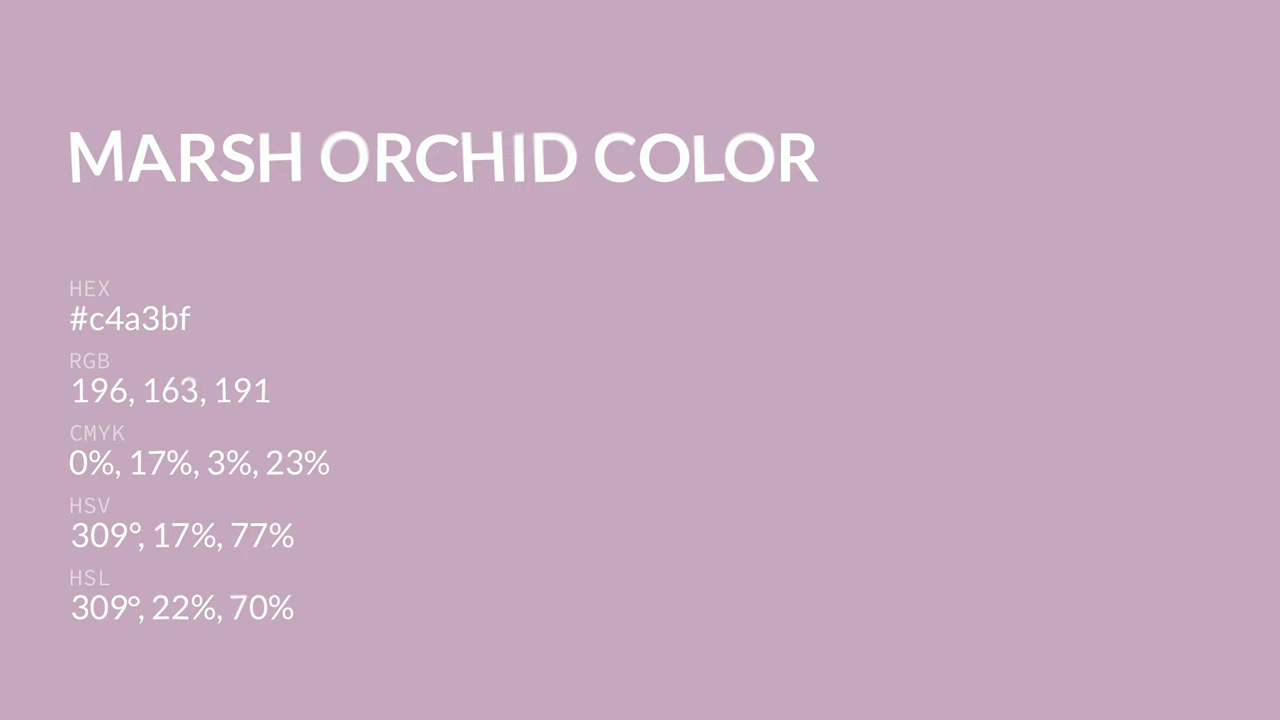 MARSH ORCHID COLOR
HEX
#c4a3bf
RGB
196, 163, 191
CMYK
0%, 17%, 3%, 23%
HSV
309°, 17%, 77%
HSL
309°, 22%, 70%